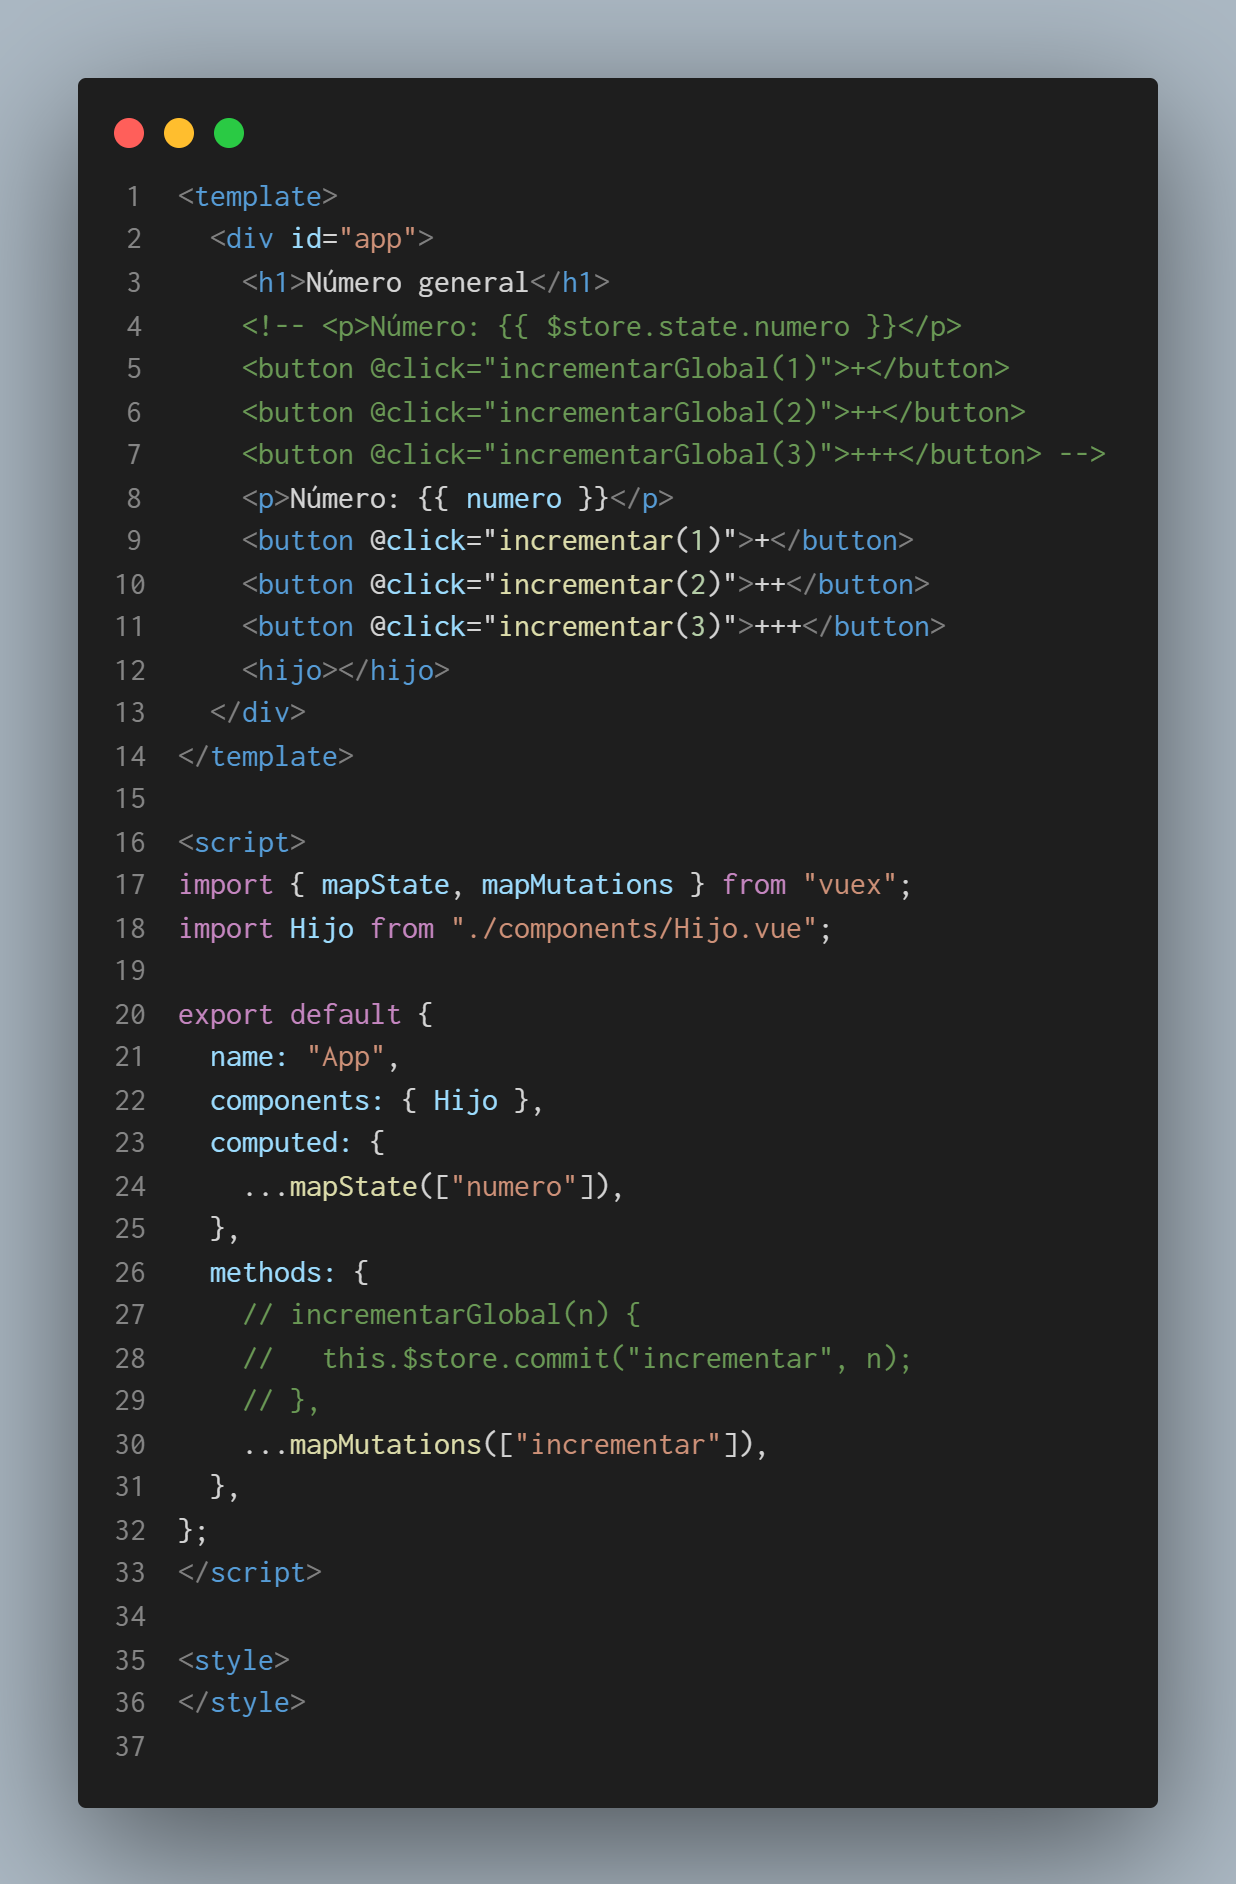 1 <template>
2   <div id="app">
3     <h1>Número general</h1>
4     <!-- <p>Número: {{ $store.state.numero }}</p>
5     <button @click="incrementarGlobal(1)">+</button>
6     <button @click="incrementarGlobal(2)">++</button>
7     <button @click="incrementarGlobal(3)">+++</button> -->
8     <p>Número: {{ numero }}</p>
9     <button @click="incrementar(1)">+</button>
10     <button @click="incrementar(2)">++</button>
11     <button @click="incrementar(3)">+++</button>
12     <hijo></hijo>
13   </div>
14 </template>
15
16 <script>
17 import { mapState, mapMutations } from "vuex";
18 import Hijo from "./components/Hijo.vue";
19
20 export default {
21   name: "App",
22   components: { Hijo },
23   computed: {
24     ...mapState(["numero"]),
25   },
26   methods: {
27     // incrementarGlobal(n) {
28     //   this.$store.commit("incrementar", n);
29     // },
30     ...mapMutations(["incrementar"]),
31   },
32 };
33 </script>
34
35 <style>
36 </style>
37